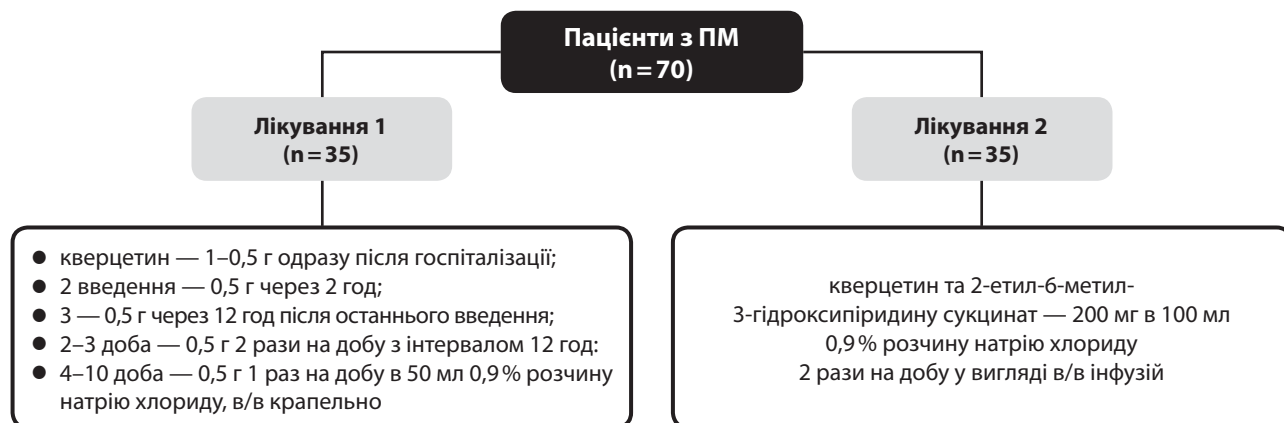 Пацієнти з ПМ
(n = 70)
Лікування 1
(n = 35)
Лікування 2
(n = 35)
● кверцетин — 1–0,5 г одразу після госпіталізації;
● 2 введення — 0,5 г через 2 год;
● 3 — 0,5 г через 12 год після останнього введення;
● 2–3 доба — 0,5 г 2 рази на добу з інтервалом 12 год:
● 4–10 доба — 0,5 г 1 раз на добу в 50 мл 0,9 % розчину
натрію хлориду, в/в крапельно
кверцетин та 2-етил-6-метил-
3-гідроксипіридину сукцинат — 200 мг в 100 мл
0,9 % розчину натрію хлориду
2 рази на добу у вигляді в/в інфузій